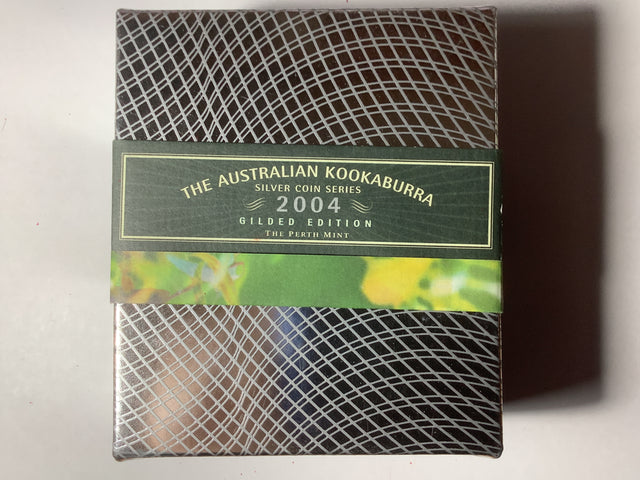 THE AUSTRALIAN KOOKABURRA
SILVER COIN SERIES
2004
GILDED EDITION
THE PERTH MINT